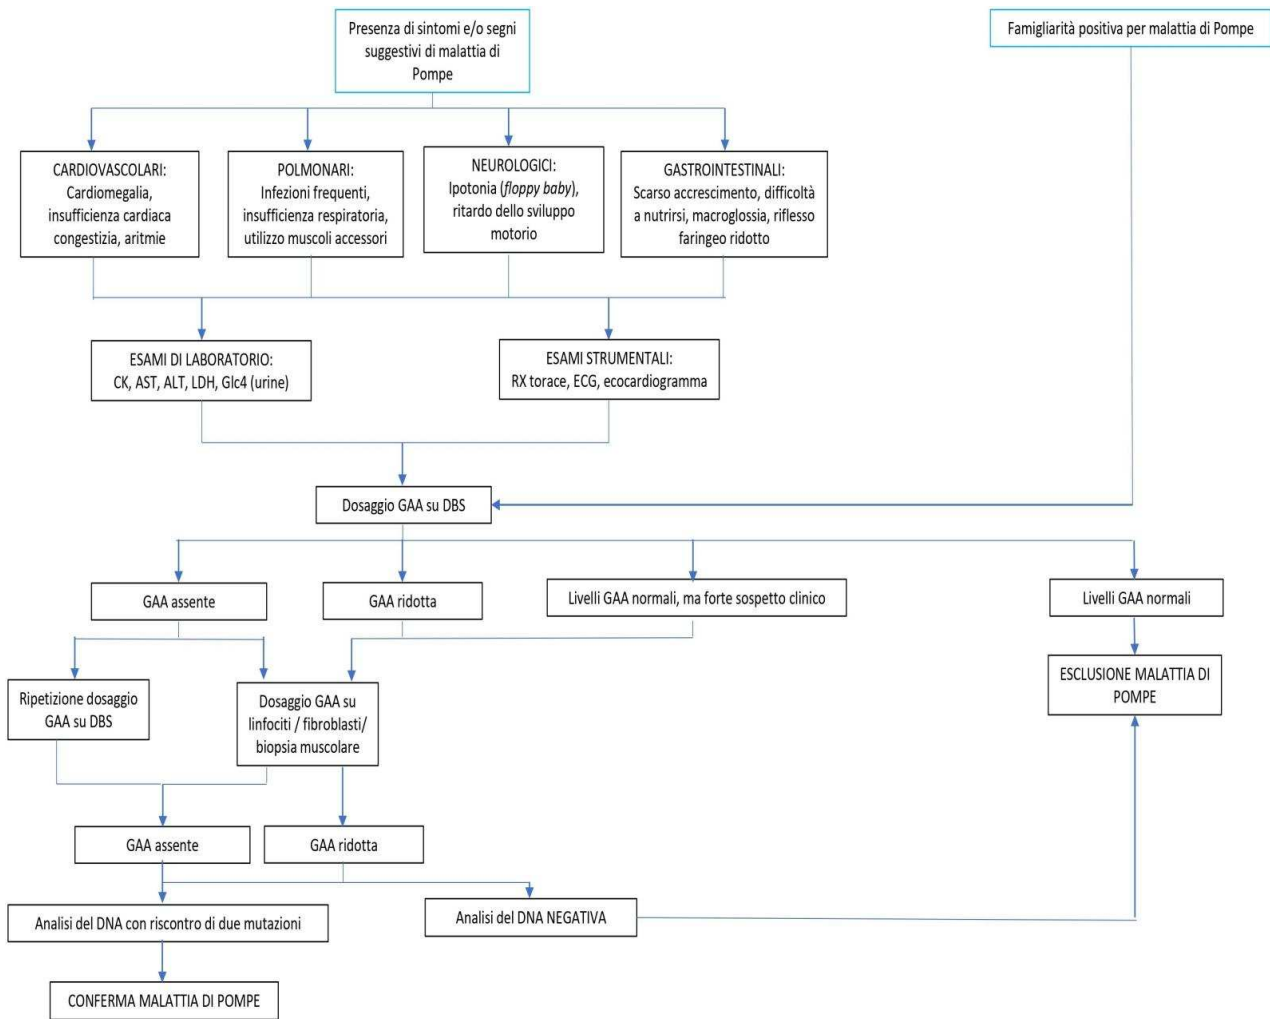 Presenza di sintomi e/o segni
suggestivi di malattia di
Pompe
Famigliarità positiva per malattia di Pompe
CARDIOVASCOLARI:
Cardiomegalia,
insufficienza cardiaca
congestizia, aritmie
POLMONARI:
Infezioni frequenti,
insufficienza respiratoria,
utilizzo muscoli accessori
NEUROLOGICI:
Ipotonia (floppy baby),
ritardo dello sviluppo
motorio
GASTROINTESTINALI:
Scarso accrescimento, difficoltà
a nutrirsi, macroglossia, riflesso
faringeo ridotto
ESAMI DI LABORATORIO:
CK, AST, ALT, LDH, Glc4 (urine)
ESAMI STRUMENTALI:
RX torace, ECG, ecocardiogramma
Dosaggio GAA su DBS
GAA assente
GAA ridotta
Livelli GAA normali, ma forte sospetto clinico
Livelli GAA normali
Ripetizione dosaggio
GAA su DBS
Dosaggio GAA su
linfociti / fibroblasti/
biopsia muscolare
ESCLUSIONE MALATTIA DI
POMPE
GAA assente
GAA ridotta
Analisi del DNA con riscontro di due mutazioni
Analisi del DNA NEGATIVA
CONFERMA MALATTIA DI POMPE